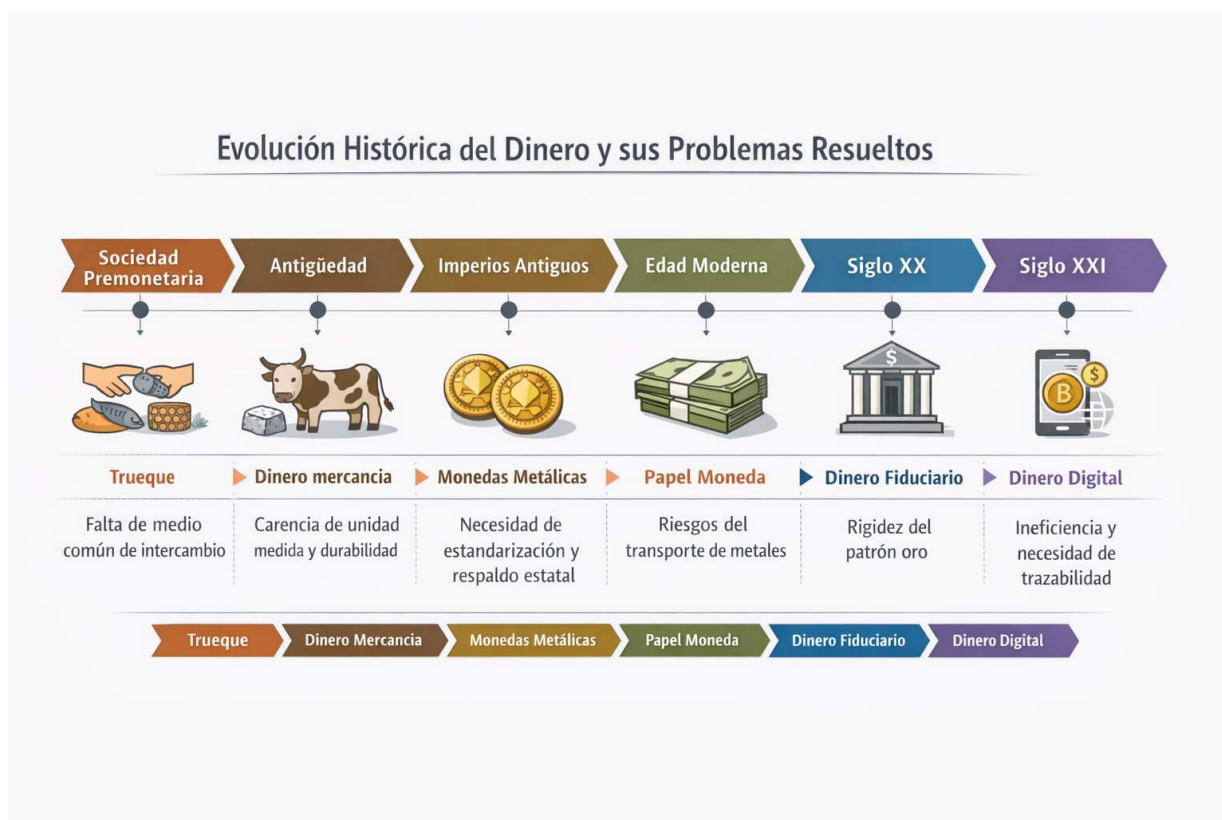 Evolución Histórica del Dinero y sus Problemas Resueltos
Sociedad
Premonetaria
Antigüedad
Imperios Antiguos
Edad Moderna
Siglo XX
Siglo XXI
$
B
$
Trueque
Dinero mercancia
Monedas Metálicas
Papel Moneda
Dinero Fiduciario
Dinero Digital
Falta de medio
común de intercambio
Carencia de unidad
medida y durabilidad
Necesidad de
estandarización y
respaldo estatal
Riesgos del
transporte de metales
Rigidez del
patrón oro
Ineficiencia y
necesidad de
trazabilidad
Trueque
Dinero Mercancia
Monedas Metálicas
Papel Moneda
Dinero Fiduciario
Dinero Digital